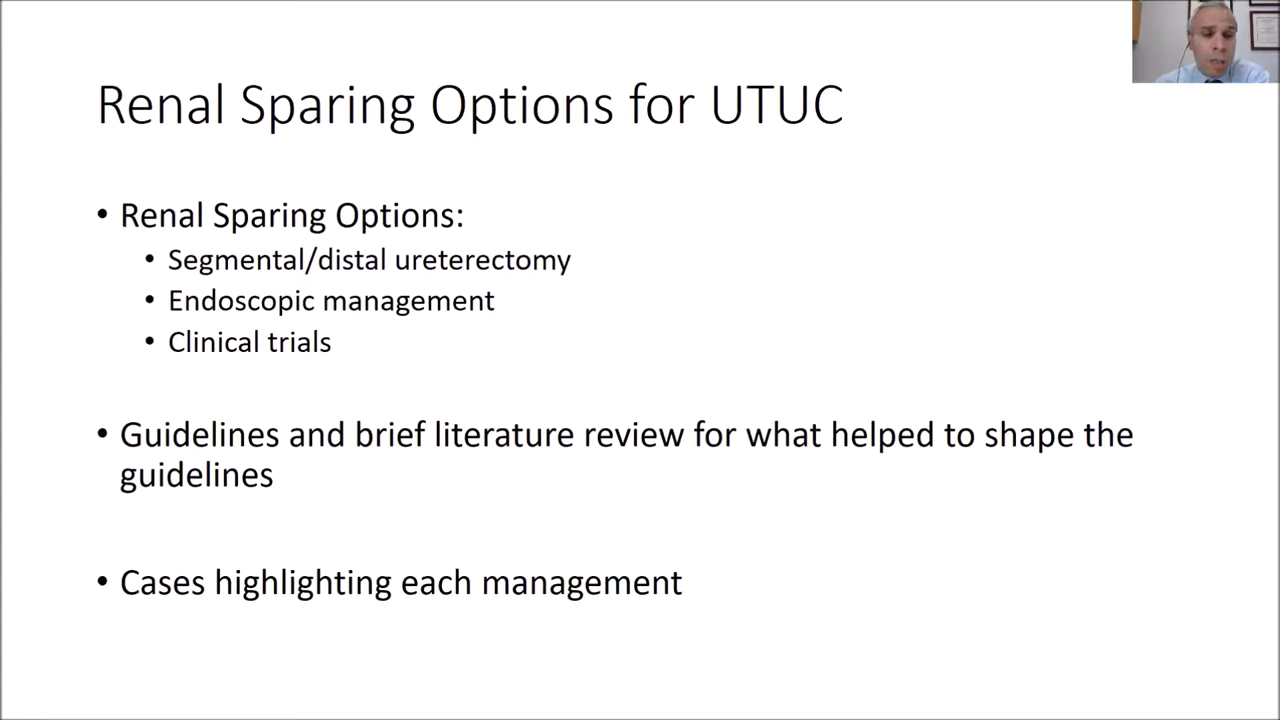 Renal Sparing Options for UTUC
• Renal Sparing Options:
• Segmental/distal ureterectomy
• Endoscopic management
• Clinical trials
• Guidelines and brief literature review for what helped to shape the
guidelines
• Cases highlighting each management